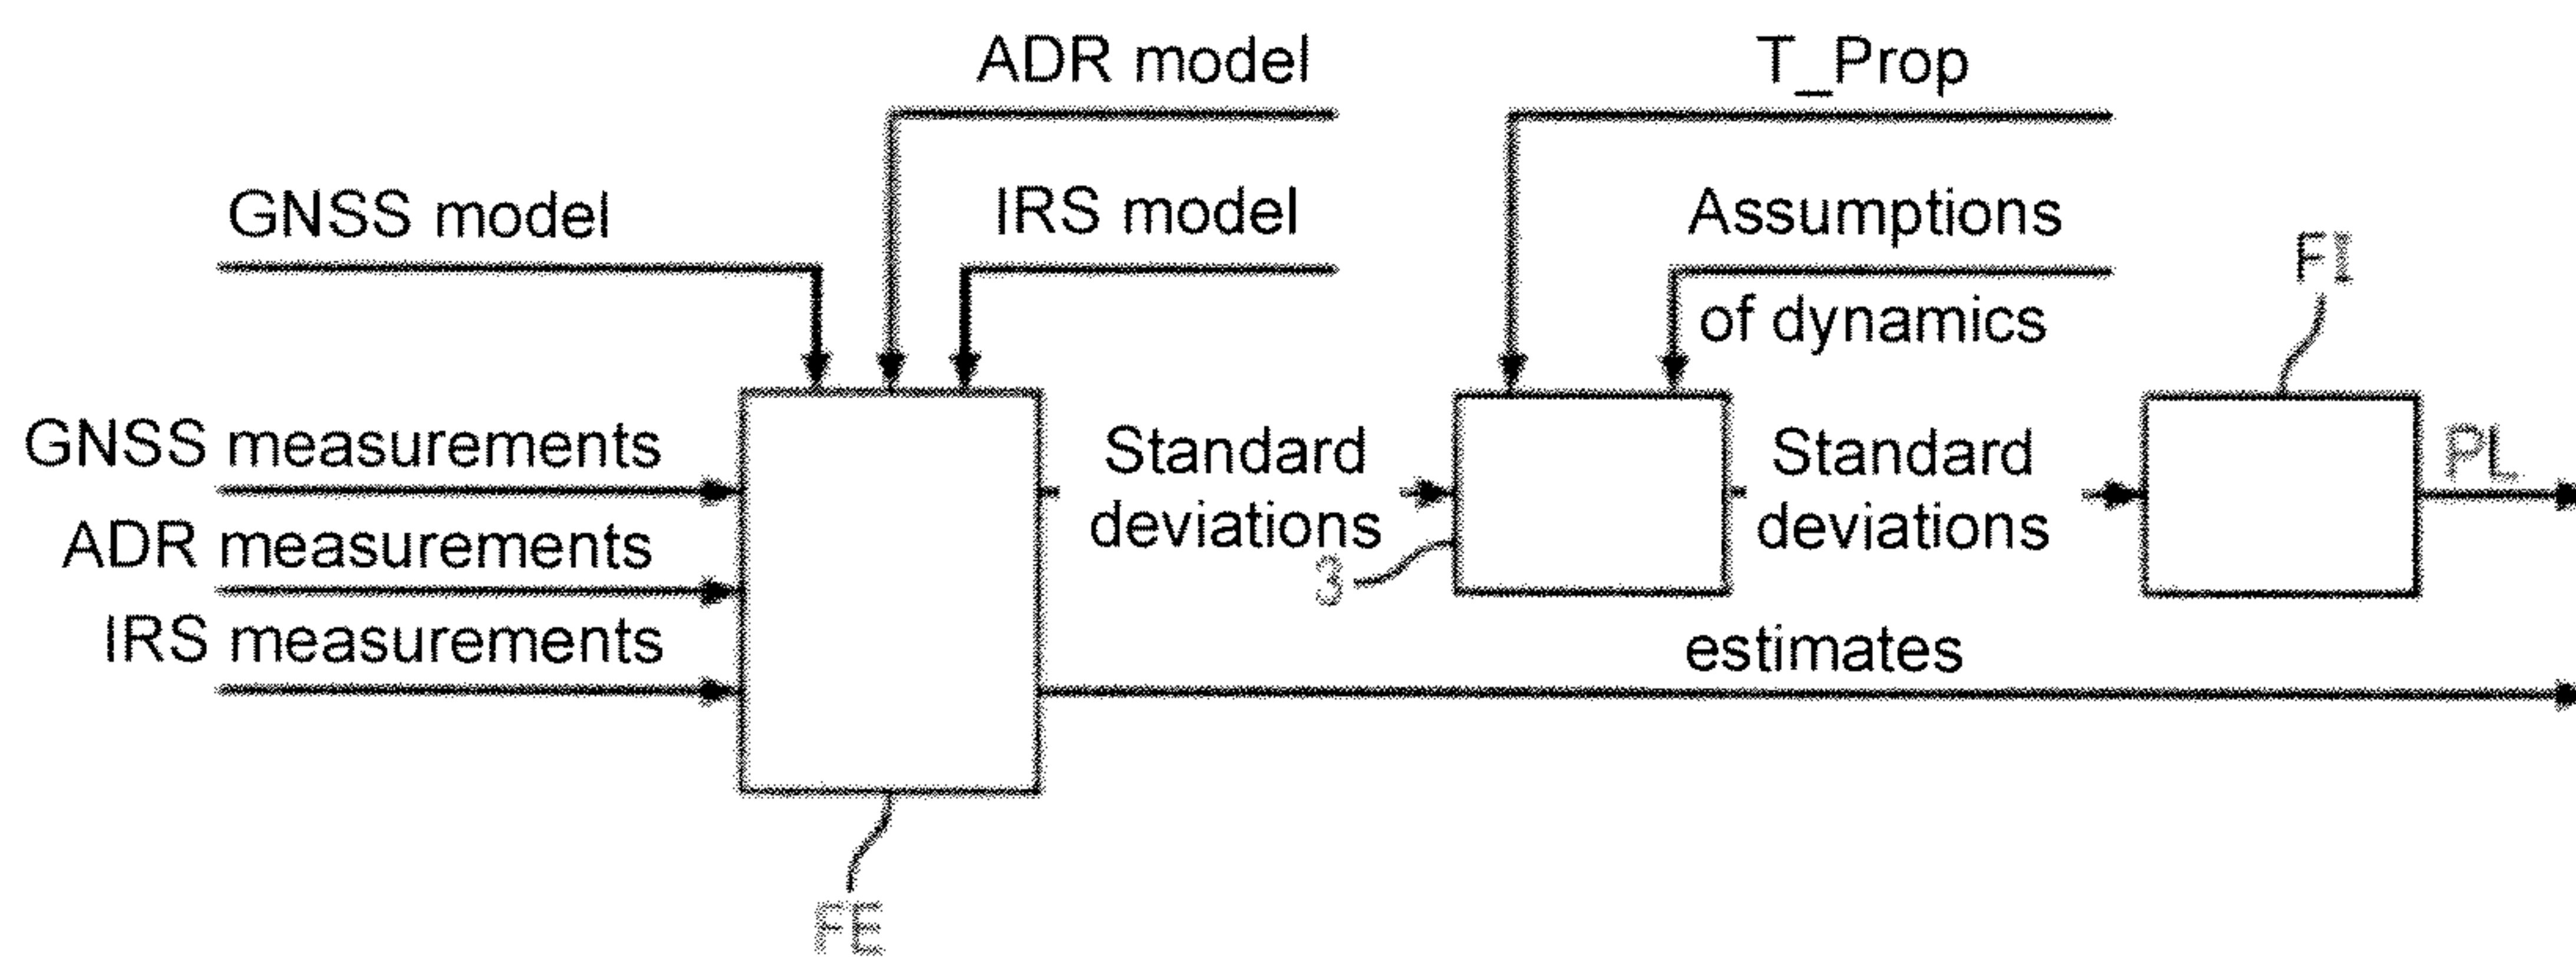 ADR model
T_Prop
GNSS model
IRS model
Assumptions
of dynamics
FI
GNSS measurements
Standard
deviations
Standard
deviations
PL
ADR measurements
3
IRS measurements
estimates
FE